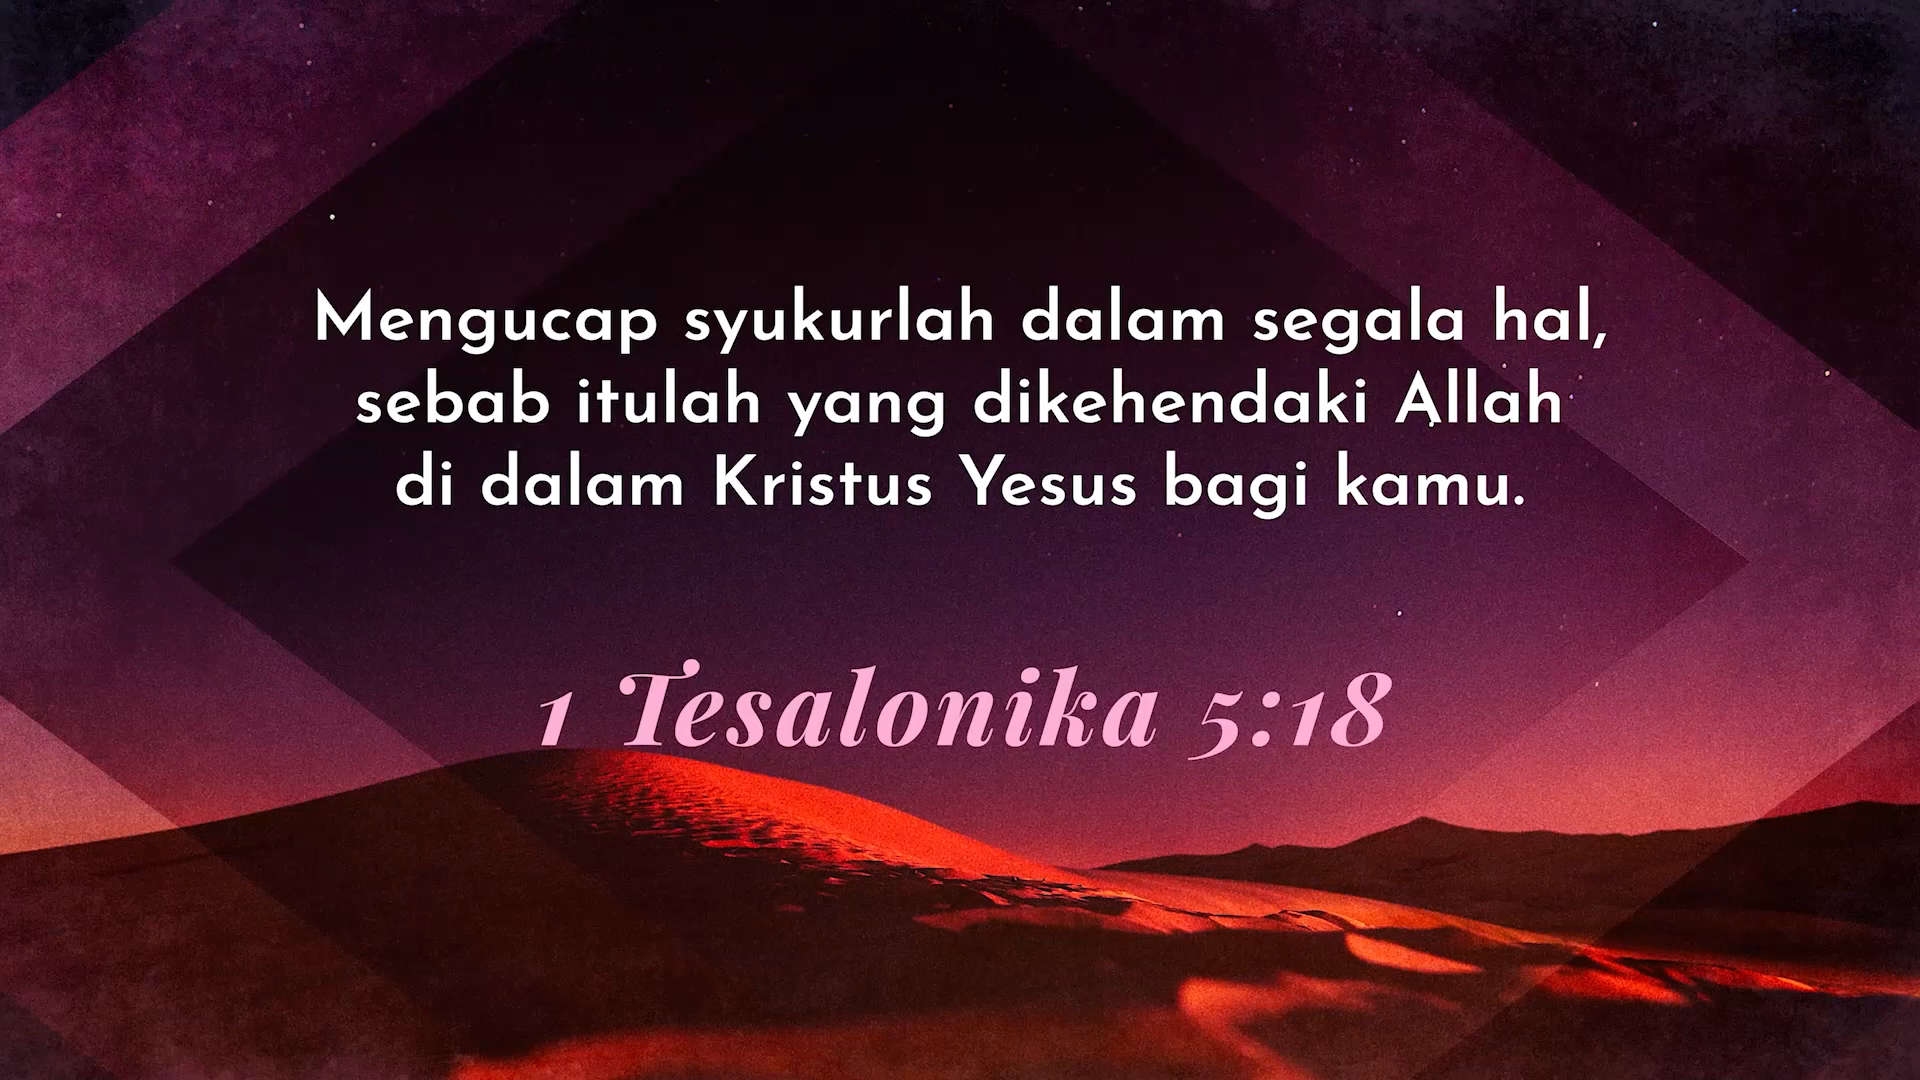 Mengucap syukurlah dalam segala hal,
sebab itulah yang dikehendaki Allah
di dalam Kristus Yesus bagi kamu.
1 Tesalonika 5:18